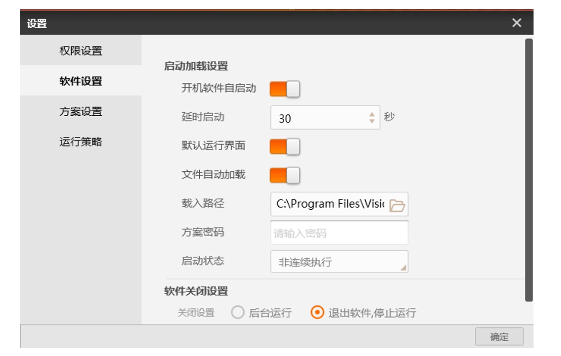 设置
权限设置
软件设置
方案设置
运行策略
启动加载设置
开机软件自启动
延时启动 30 秒
默认运行界面
文件自动加载
载入路径 C:\Program Files\Visi
方案密码 请输入密码
启动状态 非连续执行
软件关闭设置
关闭设置 后台运行 退出软件,停止运行
确定